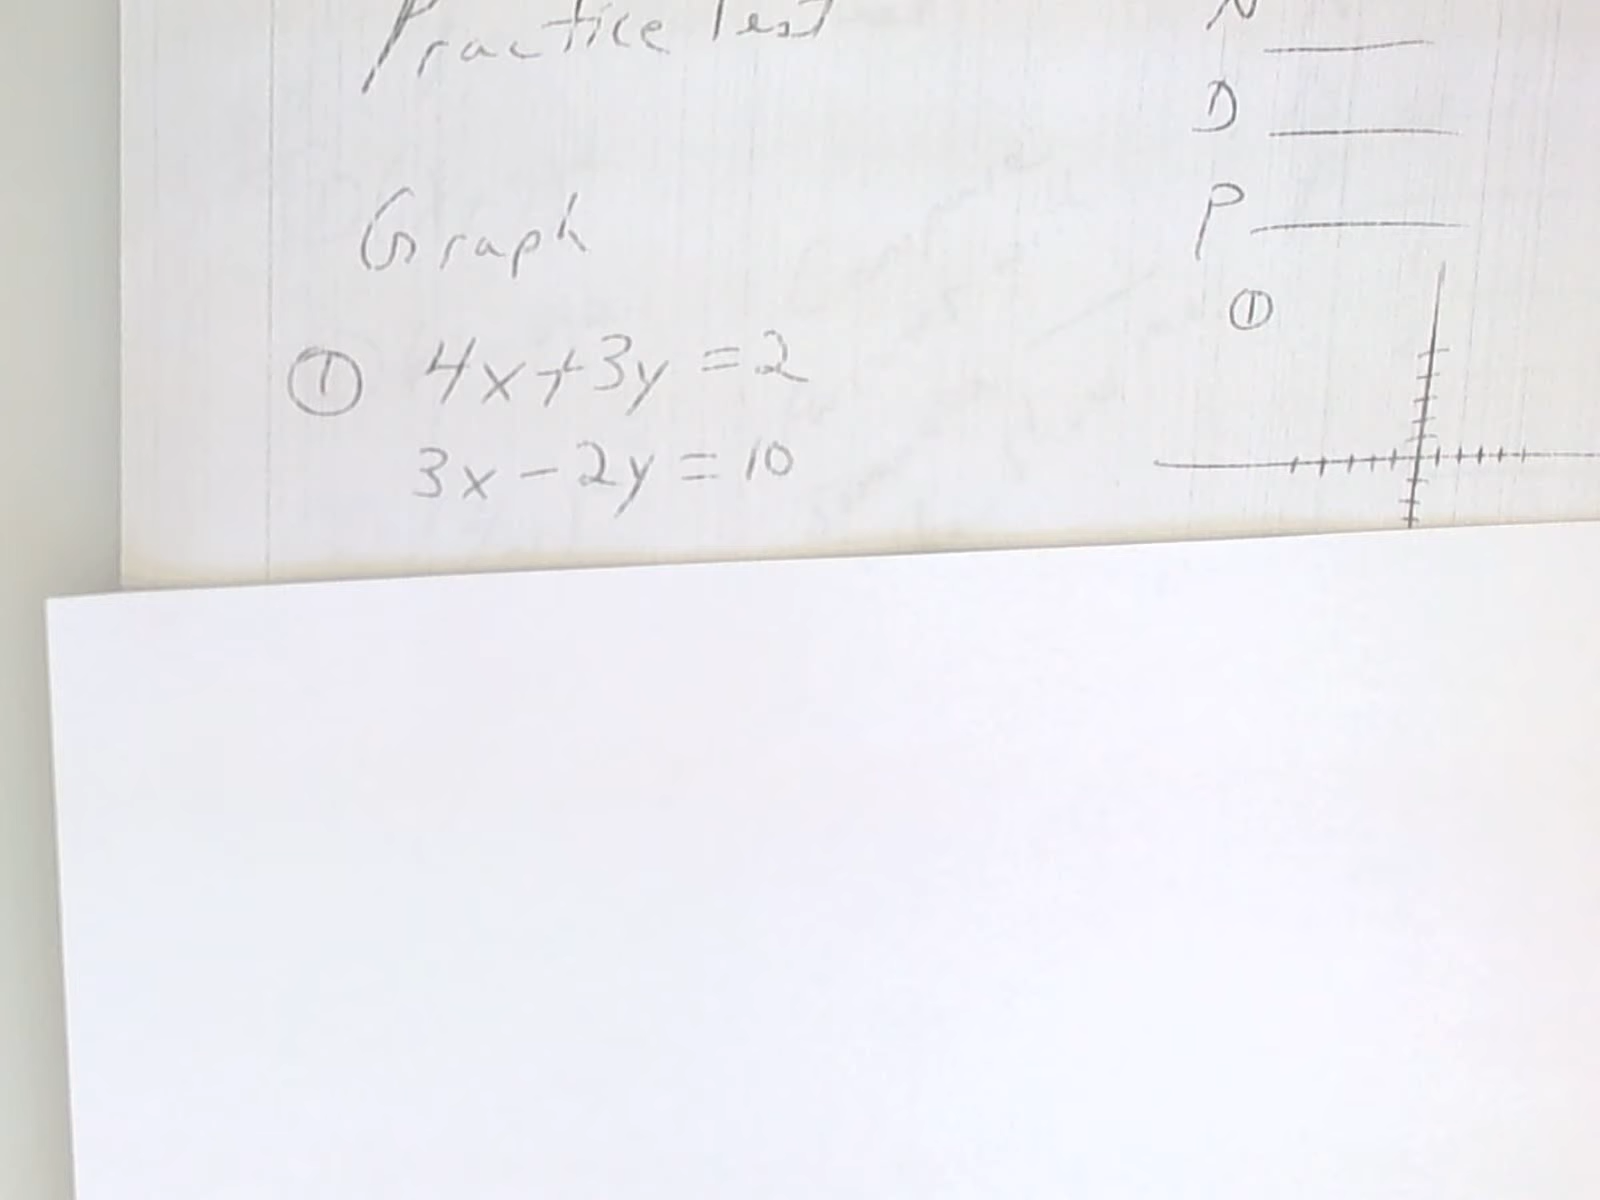 Practice Test
N
D
P
Graph
① 4x+3y=2
3x-2y=10
①